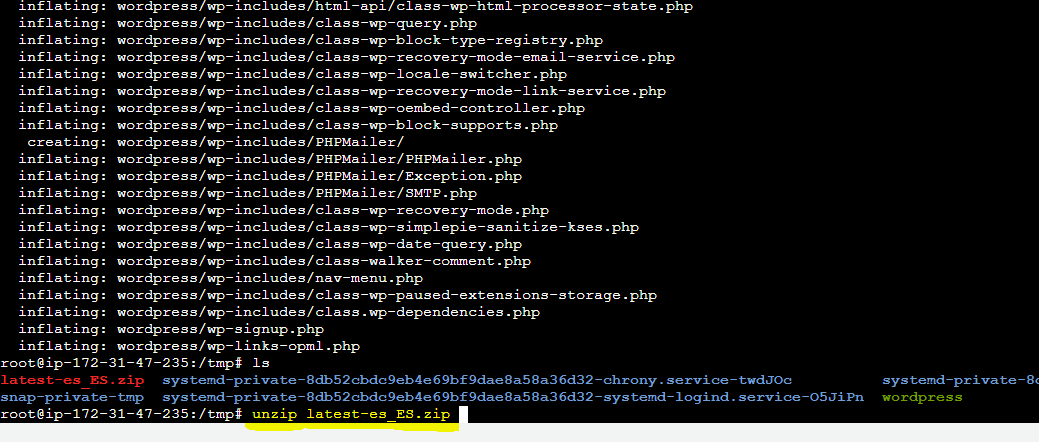 inflating: wordpress/wp-includes/html-api/class-wp-html-processor-state.php
inflating: wordpress/wp-includes/class-wp-query.php
inflating: wordpress/wp-includes/class-wp-block-type-registry.php
inflating: wordpress/wp-includes/class-wp-recovery-mode-email-service.php
inflating: wordpress/wp-includes/class-wp-locale-switcher.php
inflating: wordpress/wp-includes/class-wp-recovery-mode-link-service.php
inflating: wordpress/wp-includes/class-wp-oembed-controller.php
inflating: wordpress/wp-includes/class-wp-block-supports.php
creating: wordpress/wp-includes/PHPMailer/
inflating: wordpress/wp-includes/PHPMailer/PHPMailer.php
inflating: wordpress/wp-includes/PHPMailer/Exception.php
inflating: wordpress/wp-includes/PHPMailer/SMTP.php
inflating: wordpress/wp-includes/class-wp-recovery-mode.php
inflating: wordpress/wp-includes/class-wp-simplepie-sanitize-kses.php
inflating: wordpress/wp-includes/class-wp-date-query.php
inflating: wordpress/wp-includes/class-walker-comment.php
inflating: wordpress/wp-includes/nav-menu.php
inflating: wordpress/wp-includes/class-wp-paused-extensions-storage.php
inflating: wordpress/wp-includes/class.wp-dependencies.php
inflating: wordpress/wp-signup.php
inflating: wordpress/wp-links-opml.php
root@ip-172-31-47-235:/tmp# ls
latest-es_ES.zip systemd-private-8db52cbdc9eb4e69bf9dae8a58a36d32-chrony.service-twdJOc systemd-private-8
snap-private-tmp systemd-private-8db52cbdc9eb4e69bf9dae8a58a36d32-systemd-logind.service-O5JiPn wordpress
root@ip-172-31-47-235:/tmp# unzip latest-es_ES.zip